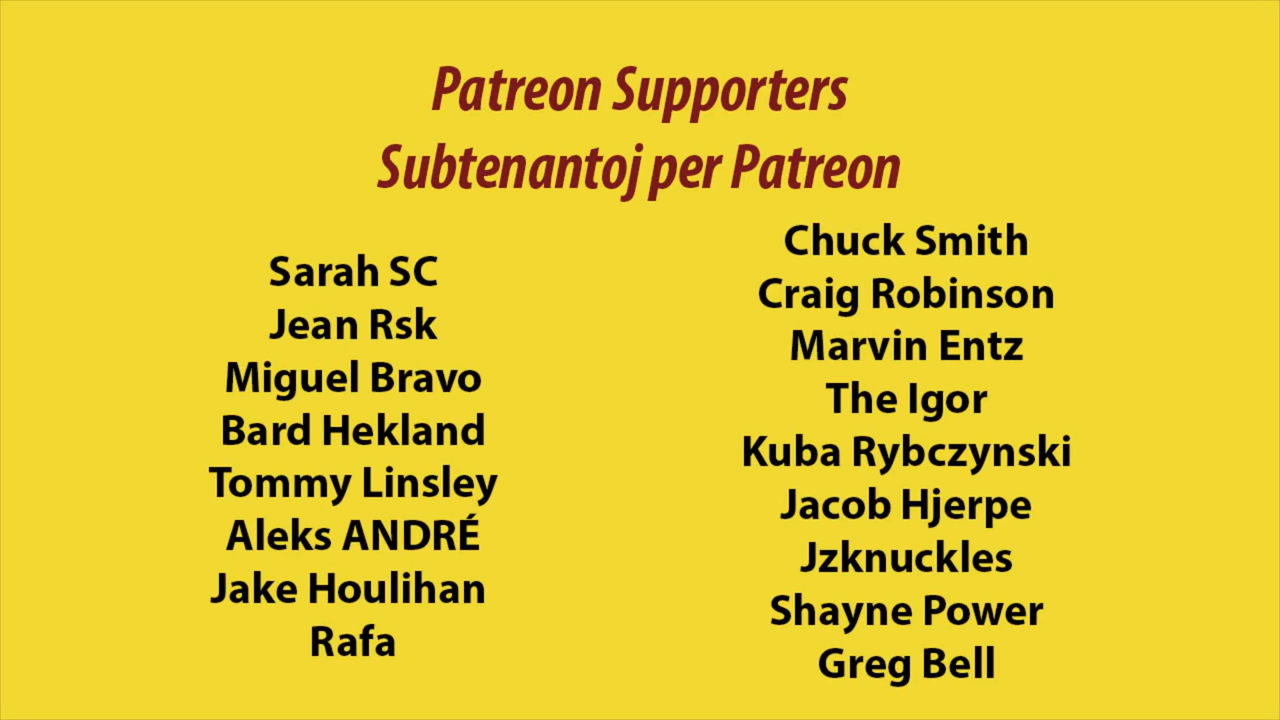 Patreon Supporters
Subtenantoj per Patreon
Sarah SC
Jean Rsk
Miguel Bravo
Bard Hekland
Tommy Linsley
Aleks ANDRÉ
Jake Houlihan
Rafa
Chuck Smith
Craig Robinson
Marvin Entz
The Igor
Kuba Rybczynski
Jacob Hjerpe
Jzknuckles
Shayne Power
Greg Bell